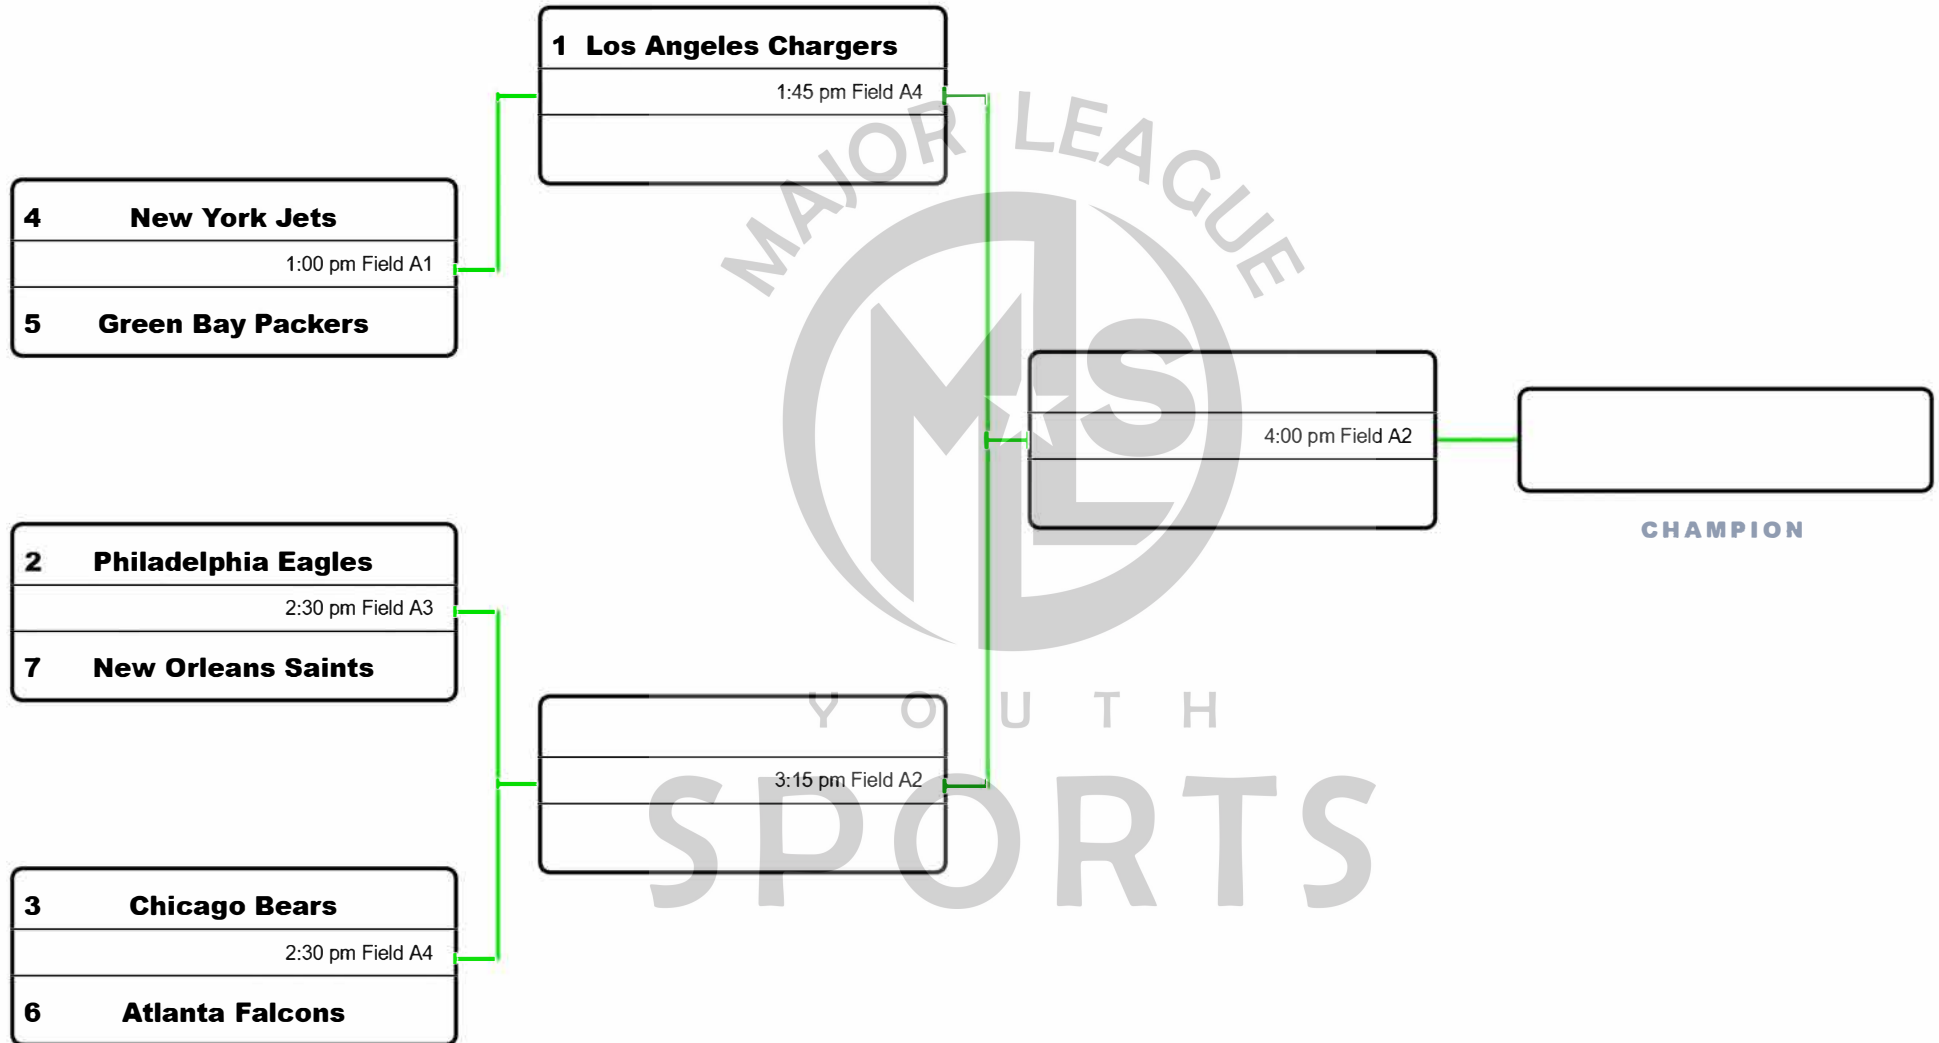 1 Los Angeles Chargers
1:45 pm Field A4
4 New York Jets
1:00 pm Field A1
5 Green Bay Packers
2 Philadelphia Eagles
2:30 pm Field A3
7 New Orleans Saints
3:15 pm Field A2
3 Chicago Bears
2:30 pm Field A4
6 Atlanta Falcons
4:00 pm Field A2
CHAMPION
MAJOR LEAGUE
MLS
YOUTH
SPORTS